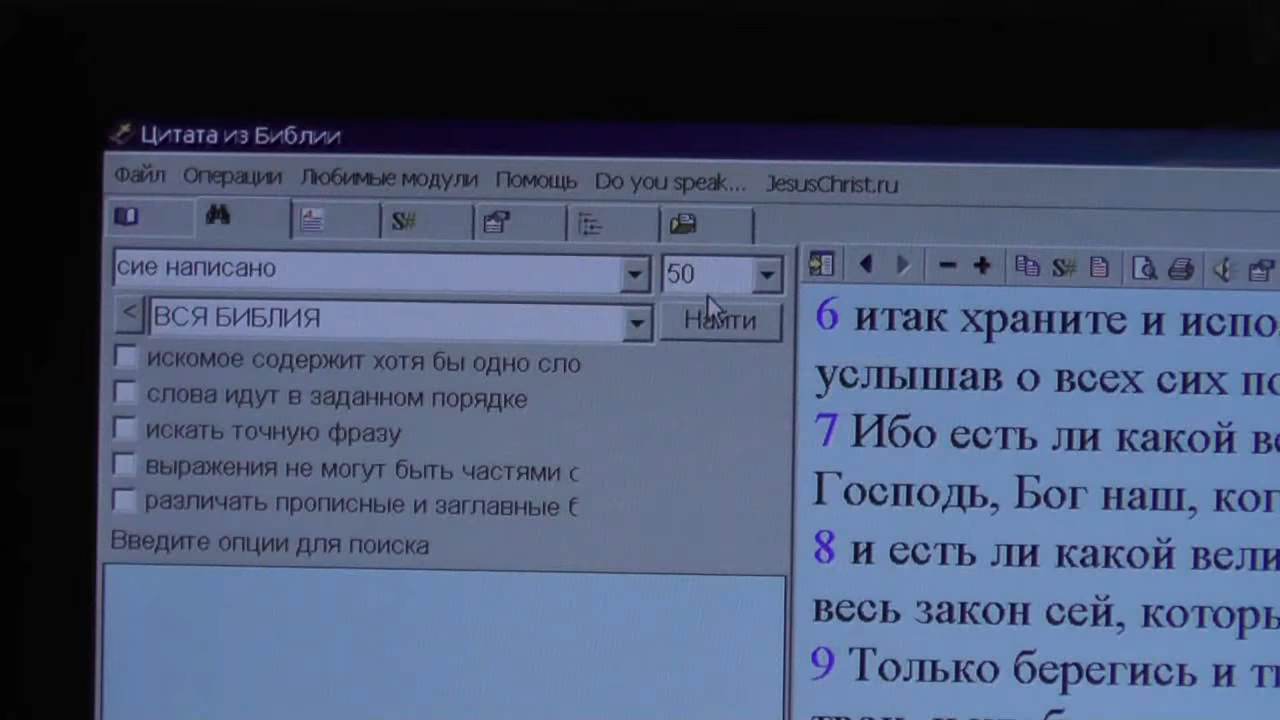 Цитата из Библии
Файл Операции Любимые модули Помощь Do you speak... JesusChrist.ru
S#
сие написано
50
< ВСЯ БИБЛИЯ
Найти
искомое содержит хотя бы одно сло
слова идут в заданном порядке
искать точную фразу
выражения не могут быть частями с
различать прописные и заглавные б
Введите опции для поиска
S#
6 итак храните и испо
услышав о всех сих по
7 Ибо есть ли какой ве
Господь, Бог наш, ког
8 и есть ли какой вели
весь закон сей, которы
9 Только берегись и т